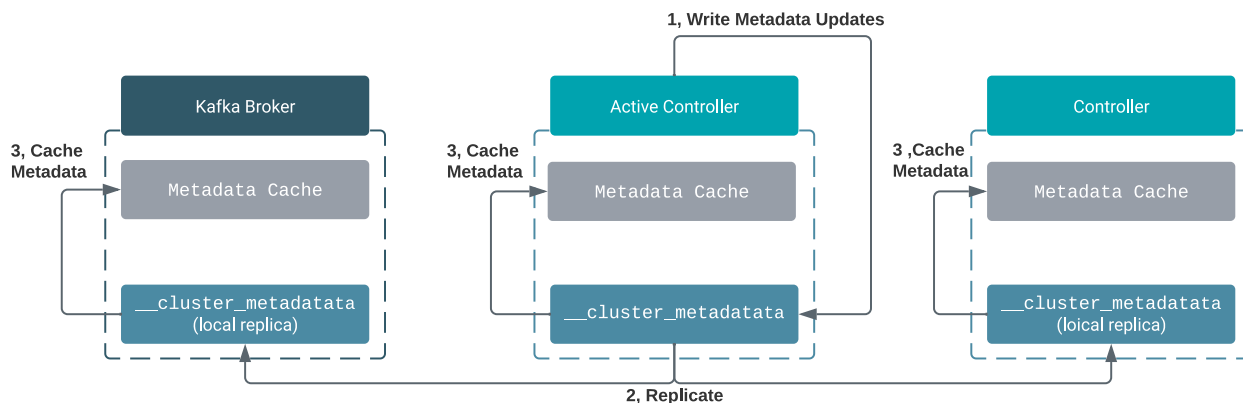 1, Write Metadata Updates
Kafka Broker
Active Controller
Controller
3, Cache
Metadata
3, Cache
Metadata
3 ,Cache
Metadata
Metadata Cache
Metadata Cache
Metadata Cache
__cluster_metadatata
(local replica)
__cluster_metadata
__cluster_metadatata
(loical replica)
2, Replicate